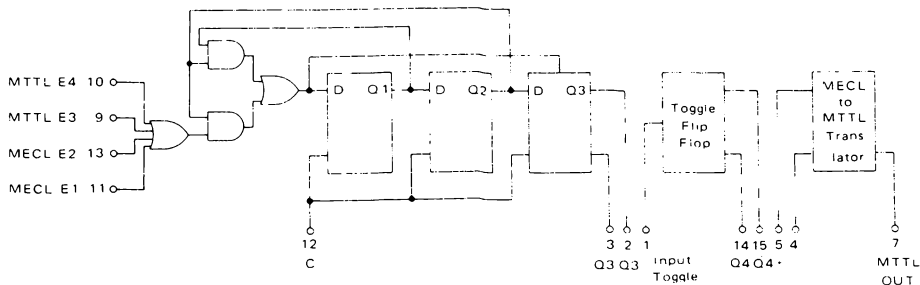 MTTL E4 10
MTTL E3 9
MECL E2 13
MECL E1 11
D Q1
D Q2
D Q3
Toggle
Flip
Flop
MECL
to
MTTL
Trans
lator
12
C
3
Q3
2
Q3
1
Input
Toggle
14
Q4
15
Q4
5
+
4
-
7
MTTL
OUT